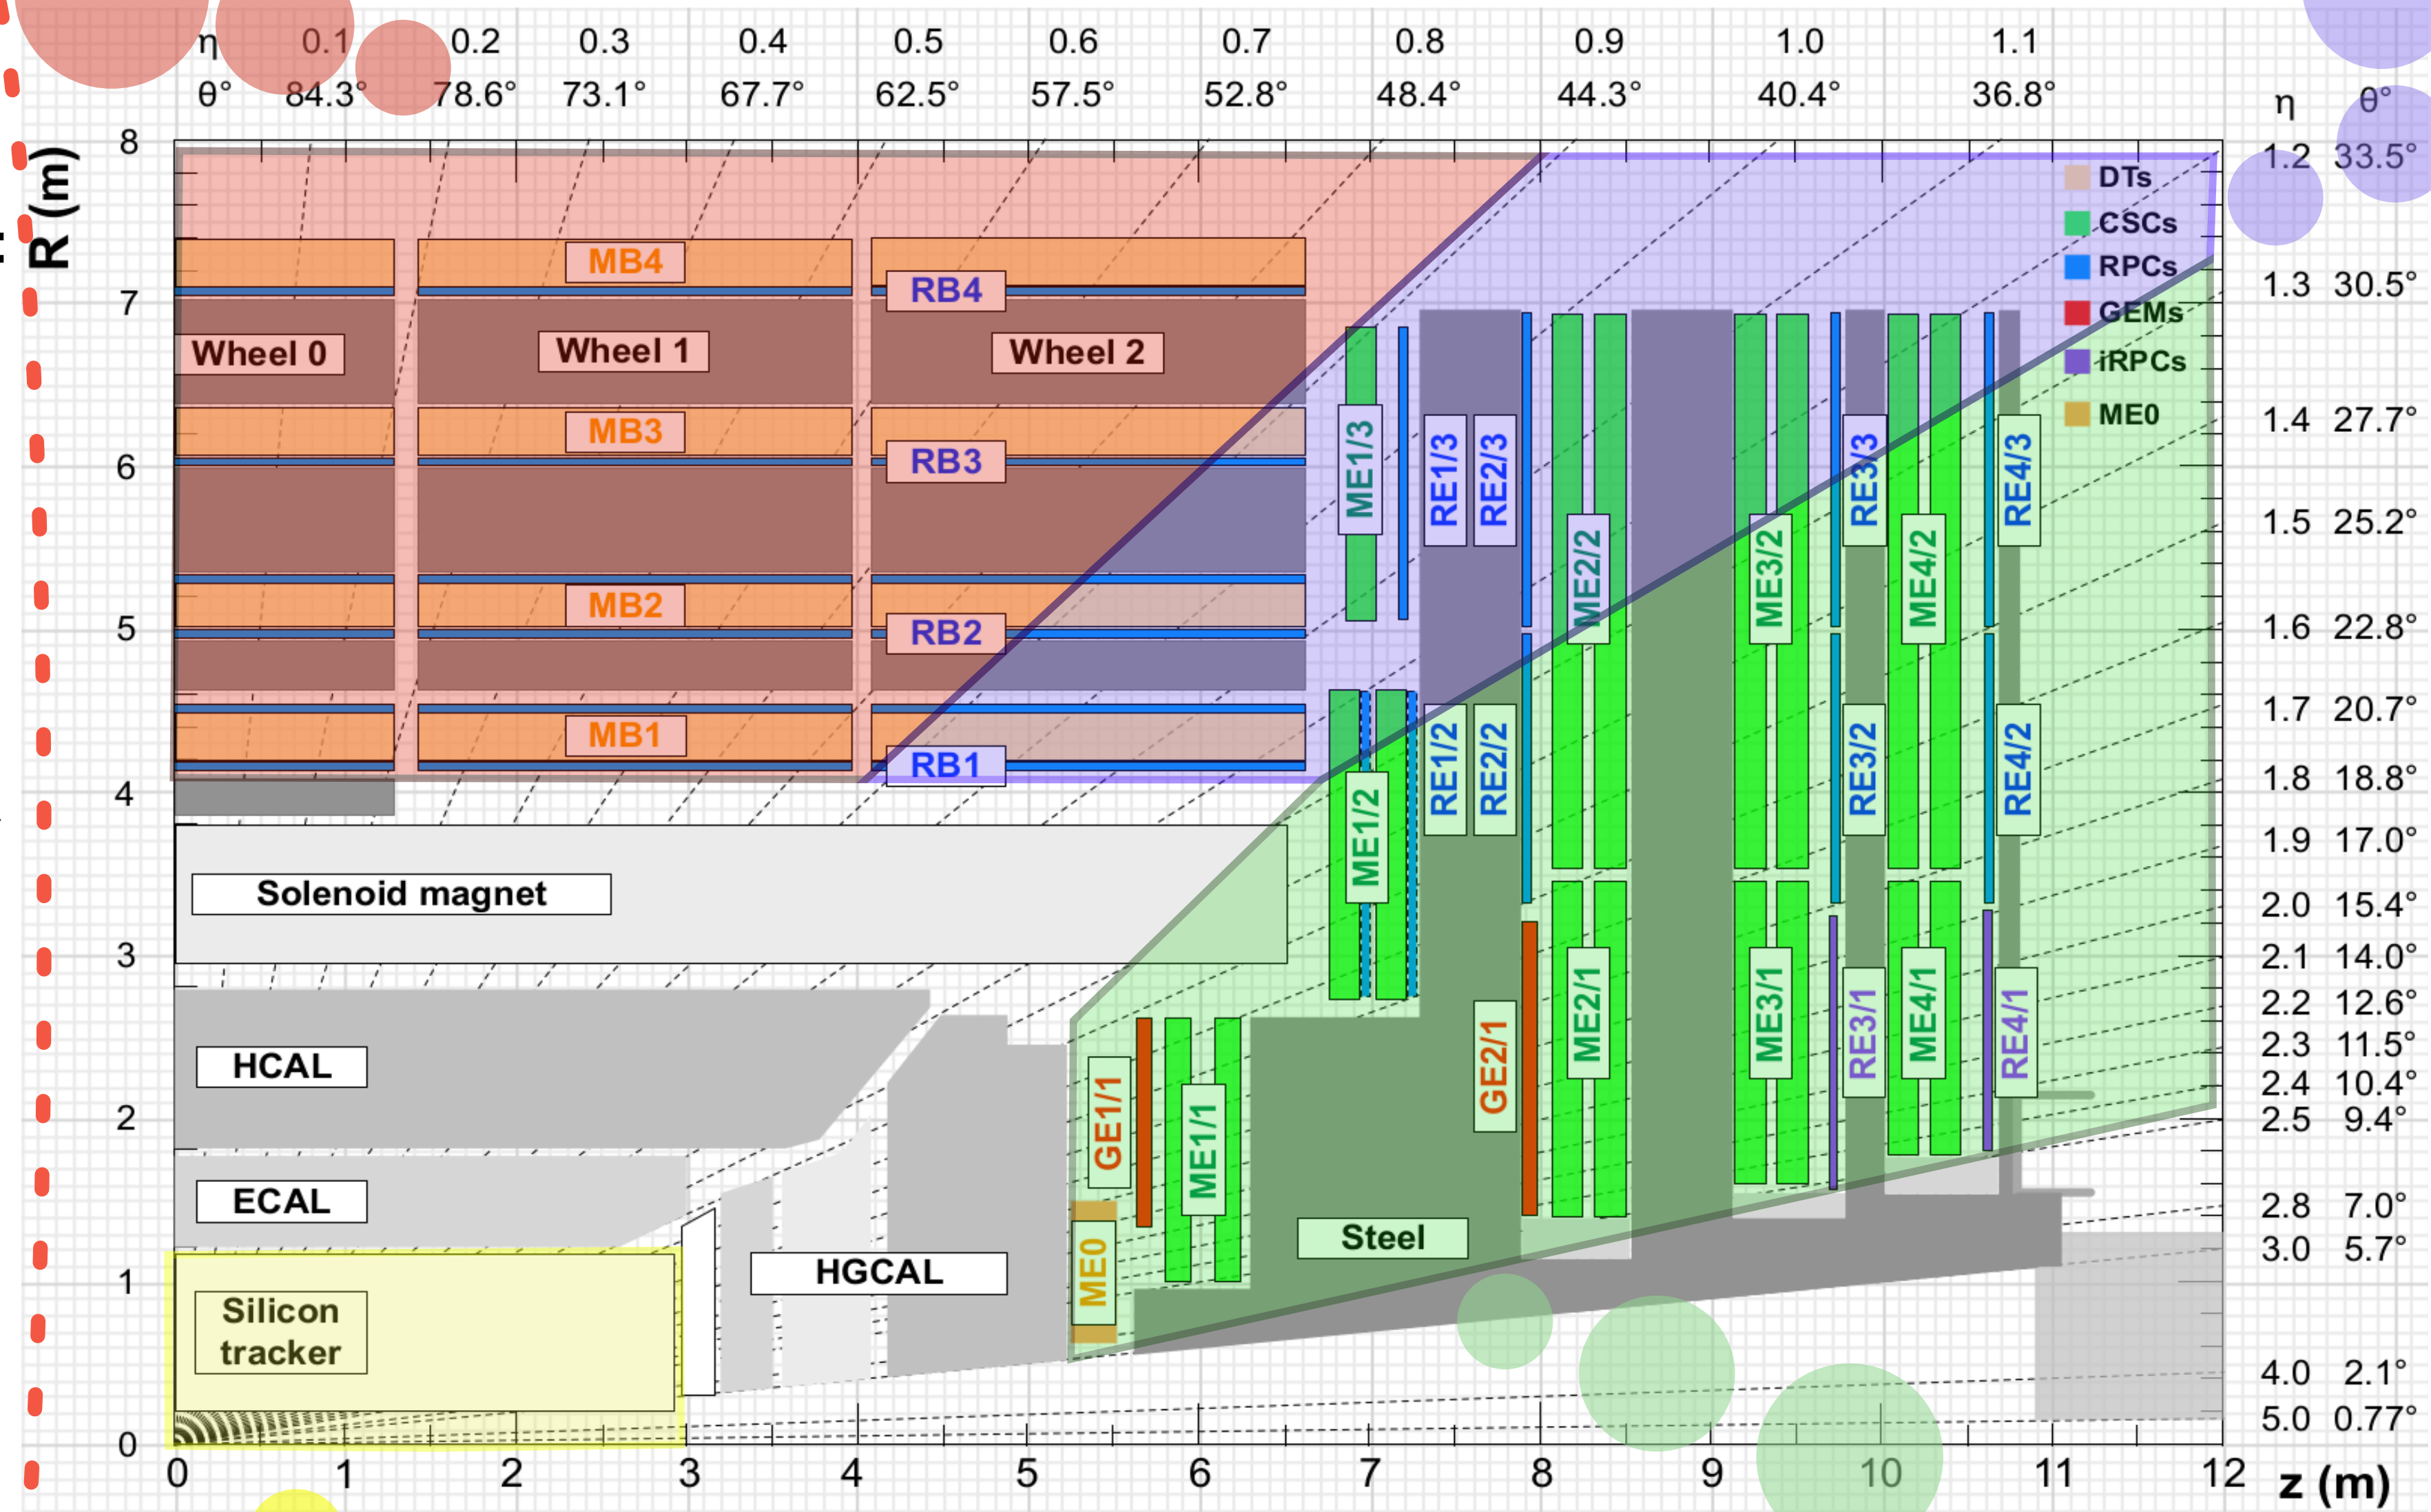 η 0.1 0.2 0.3 0.4 0.5 0.6 0.7 0.8 0.9 1.0 1.1
θ° 84.3° 78.6° 73.1° 67.7° 62.5° 57.5° 52.8° 48.4° 44.3° 40.4° 36.8° η θ°
R (m)
8
7
6
5
4
3
2
1
0
1.2 33.5°
1.3 30.5°
1.4 27.7°
1.5 25.2°
1.6 22.8°
1.7 20.7°
1.8 18.8°
1.9 17.0°
2.0 15.4°
2.1 14.0°
2.2 12.6°
2.3 11.5°
2.4 10.4°
2.5 9.4°
2.8 7.0°
3.0 5.7°
4.0 2.1°
5.0 0.77°
DTs
CSCs
RPCs
GEMs
iRPCs
ME0
MB4
RB4
Wheel 0
Wheel 1
Wheel 2
MB3
RB3
MB2
RB2
MB1
RB1
ME1/3
RE1/3
RE2/3
ME2/2
ME3/2
RE3/3
ME4/2
RE4/3
ME1/2
RE1/2
RE2/2
RE3/2
RE4/2
Solenoid magnet
HCAL
ECAL
Silicon
tracker
HGCAL
GE1/1
ME1/1
ME0
Steel
GE2/1
ME2/1
ME3/1
RE3/1
ME4/1
RE4/1
0 1 2 3 4 5 6 7 8 9 10 11 12 z (m)